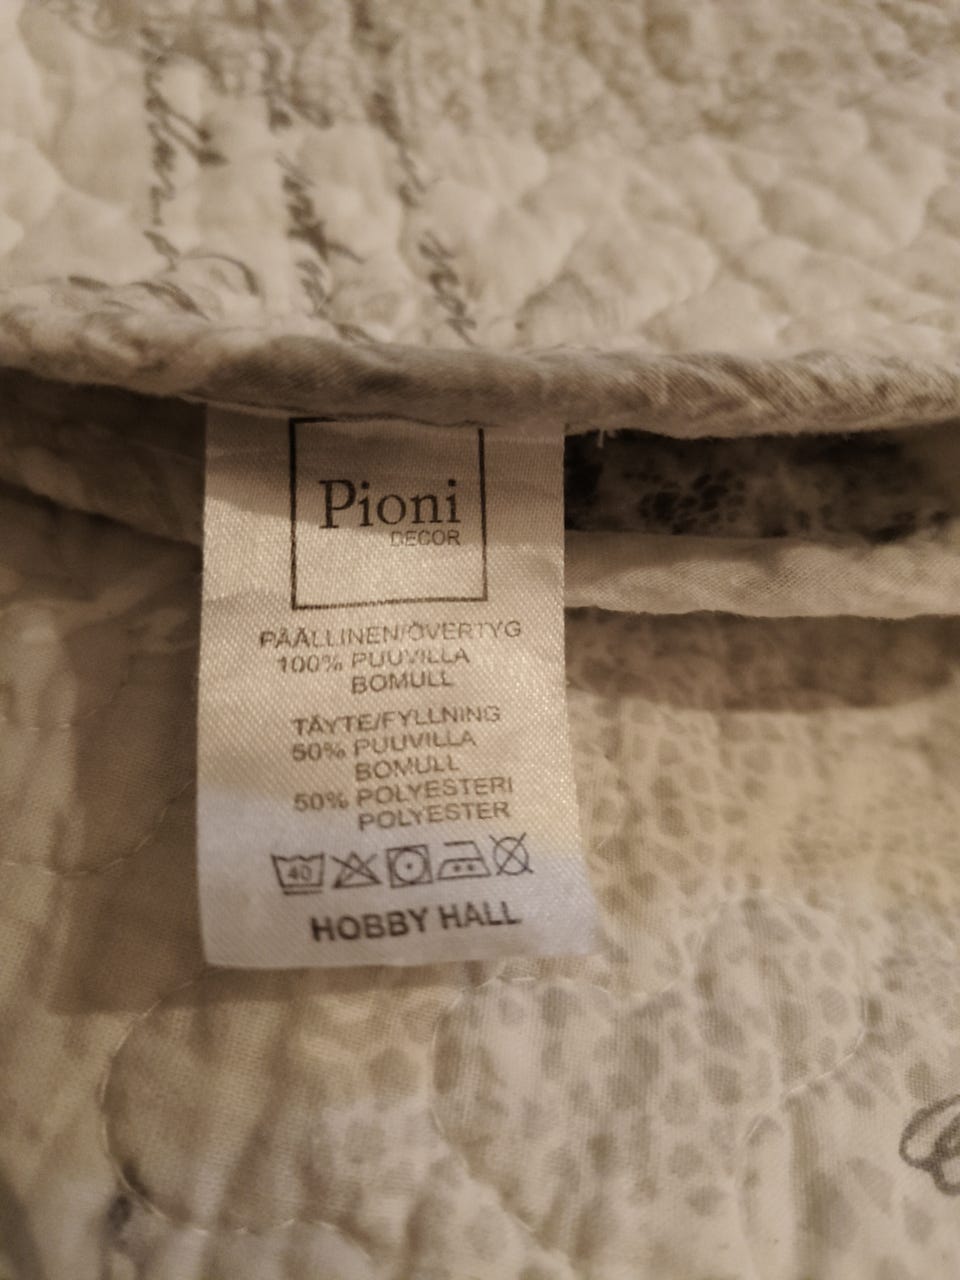 Pioni
DECOR
PÄÄLLINEN/ÖVERTYG
100% PUUVILLA
BOMULL
TÄYTE/FYLLNING
50% PUUVILLA
BOMULL
50% POLYESTERI
POLYESTER
40
HOBBY HALL